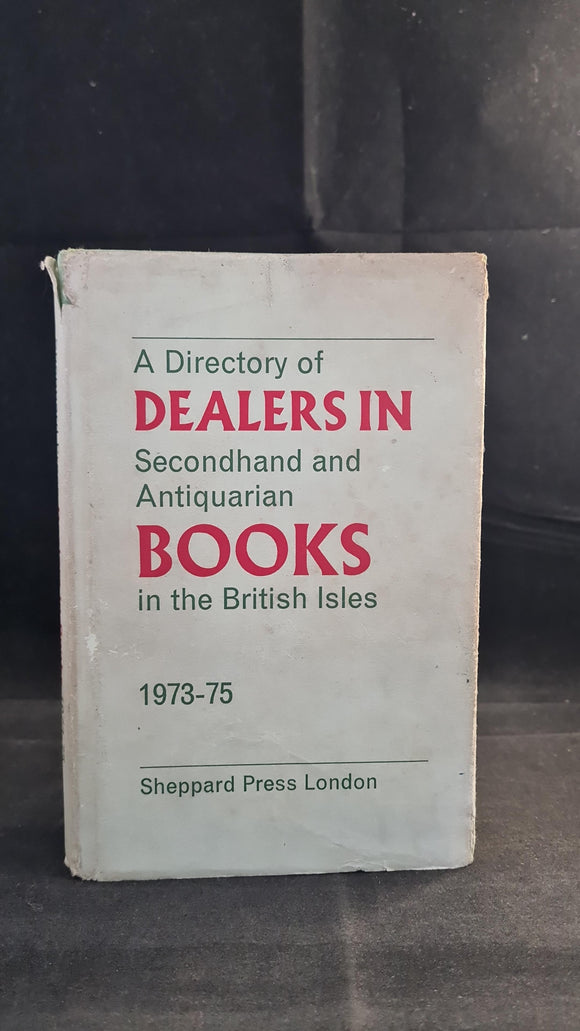 A Directory of
DEALERS IN
Secondhand and
Antiquarian
BOOKS
in the British Isles
1973-75
Sheppard Press London